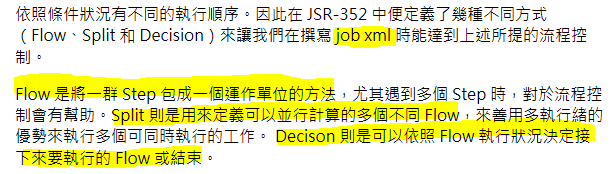 依照條件狀況有不同的執行順序。因此在 JSR-352 中便定義了幾種不同方式
（Flow、Split 和 Decision）來讓我們在撰寫 job xml 時能達到上述所提的流程控
制。
Flow 是將一群 Step 包成一個運作單位的方法，尤其遇到多個 Step 時，對於流程控
制會有幫助。Split 則是用來定義可以並行計算的多個不同 Flow，來善用多執行緒的
優勢來執行多個可同時執行的工作。 Decison 則是可以依照 Flow 執行狀況決定接
下來要執行的 Flow 或結束。